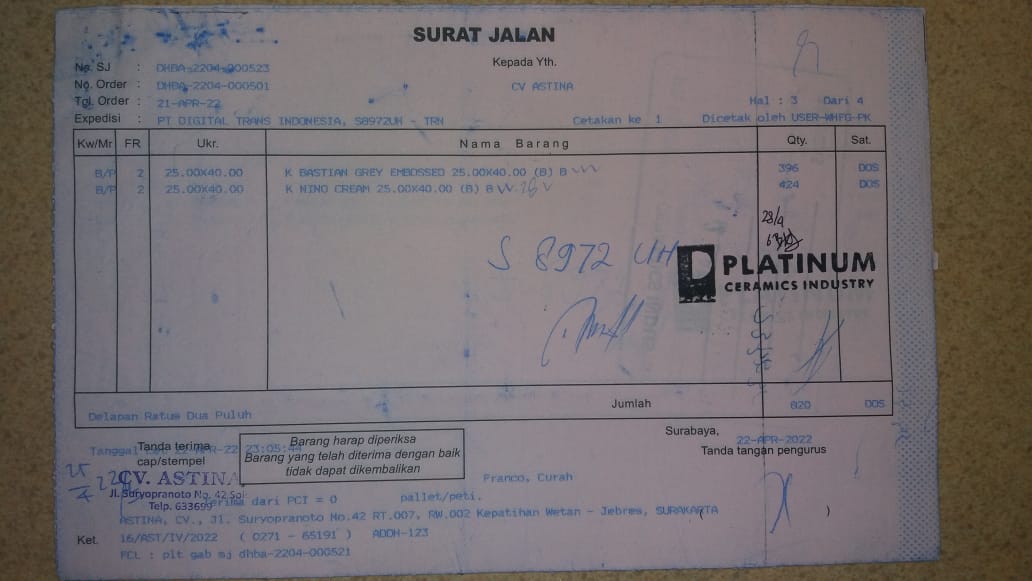 SURAT JALAN
Kepada Yth.
No. SJ : DHBA-2204-000523
No. Order : DHBA-2204-000501
CV ASTINA
Tgl. Order : 21-APR-22
Hal : 3 Dari 4
Expedisi : PT DIGITAL TRANS INDONESIA, S8972UH - TRN Cetakan ke 1 Dicetak oleh USER-WHFG-PK
Kw/Mr FR Ukr. Nama Barang Qty. Sat.
B/P 2 25.00X40.00 K BASTIAN GREY EMBOSSED 25.00X40.00 (B) B 396 DOS
B/P 2 25.00X40.00 K NINO CREAM 25.00X40.00 (B) B 424 DOS
28/4
S 8972 UH
PLATINUM
CERAMICS INDUSTRY
Jumlah 820 DOS
Delapan Ratus Dua Puluh
Surabaya, 22-APR-2022
Tanda tangan pengurus
Tanggal 23:05:44
Tanda terima
cap/stempel
Barang harap diperiksa
Barang yang telah diterima dengan baik
tidak dapat dikembalikan
CV. ASTINA
Jl. Suryopranoto No. 42 Solo
Telp. 633699
Franco, Curah
Terima dari PCI = 0 pallet/peti.
ASTINA, CV., Jl. Suryopranoto No.42 RT.007, RW.002 Kepatihan Wetan - Jebres, SURAKARTA
( )
Ket. 16/AST/IV/2022 ( 0271 - 65191 ) ADDH-123
FCL : plt gab mj dhba-2204-000521